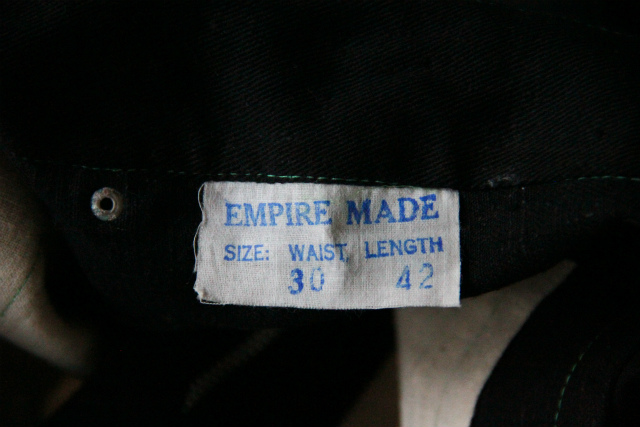 EMPIRE MADE
SIZE: WAIST, LENGTH
30 42